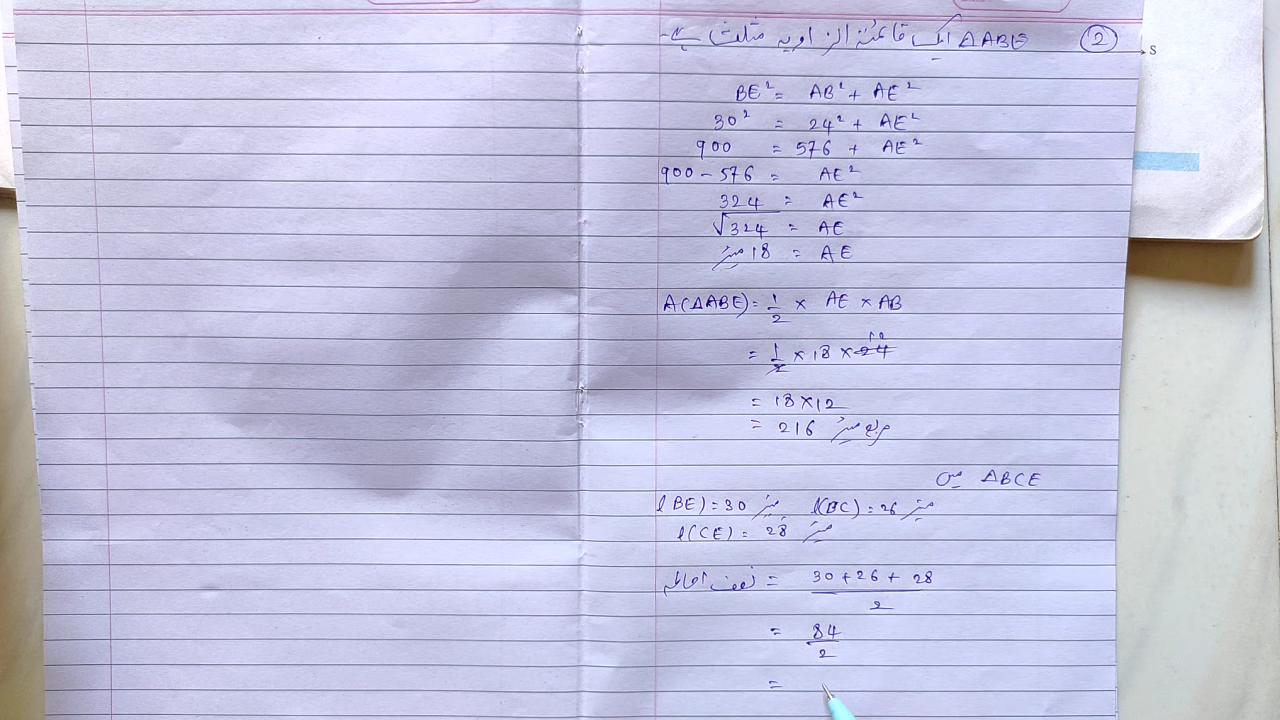 ② ΔABE ایک قائمۃ الزاویہ مثلث ہے۔
S
BE² = AB² + AE²
30² = 24² + AE²
900 = 576 + AE²
900 - 576 = AE²
324 = AE²
√324 = AE
میٹر 18 = AE
A(ΔABE) = 1/2 × AE × AB
= 1/2 × 18 × 24 12
= 18 × 12
= 216 مربع میٹر
ΔBCE میں
l(BE) = 30 میٹر l(BC) = 26 میٹر
l(CE) = 28 میٹر
نصف احاطہ = 30 + 26 + 28 / 2
= 84 / 2
=